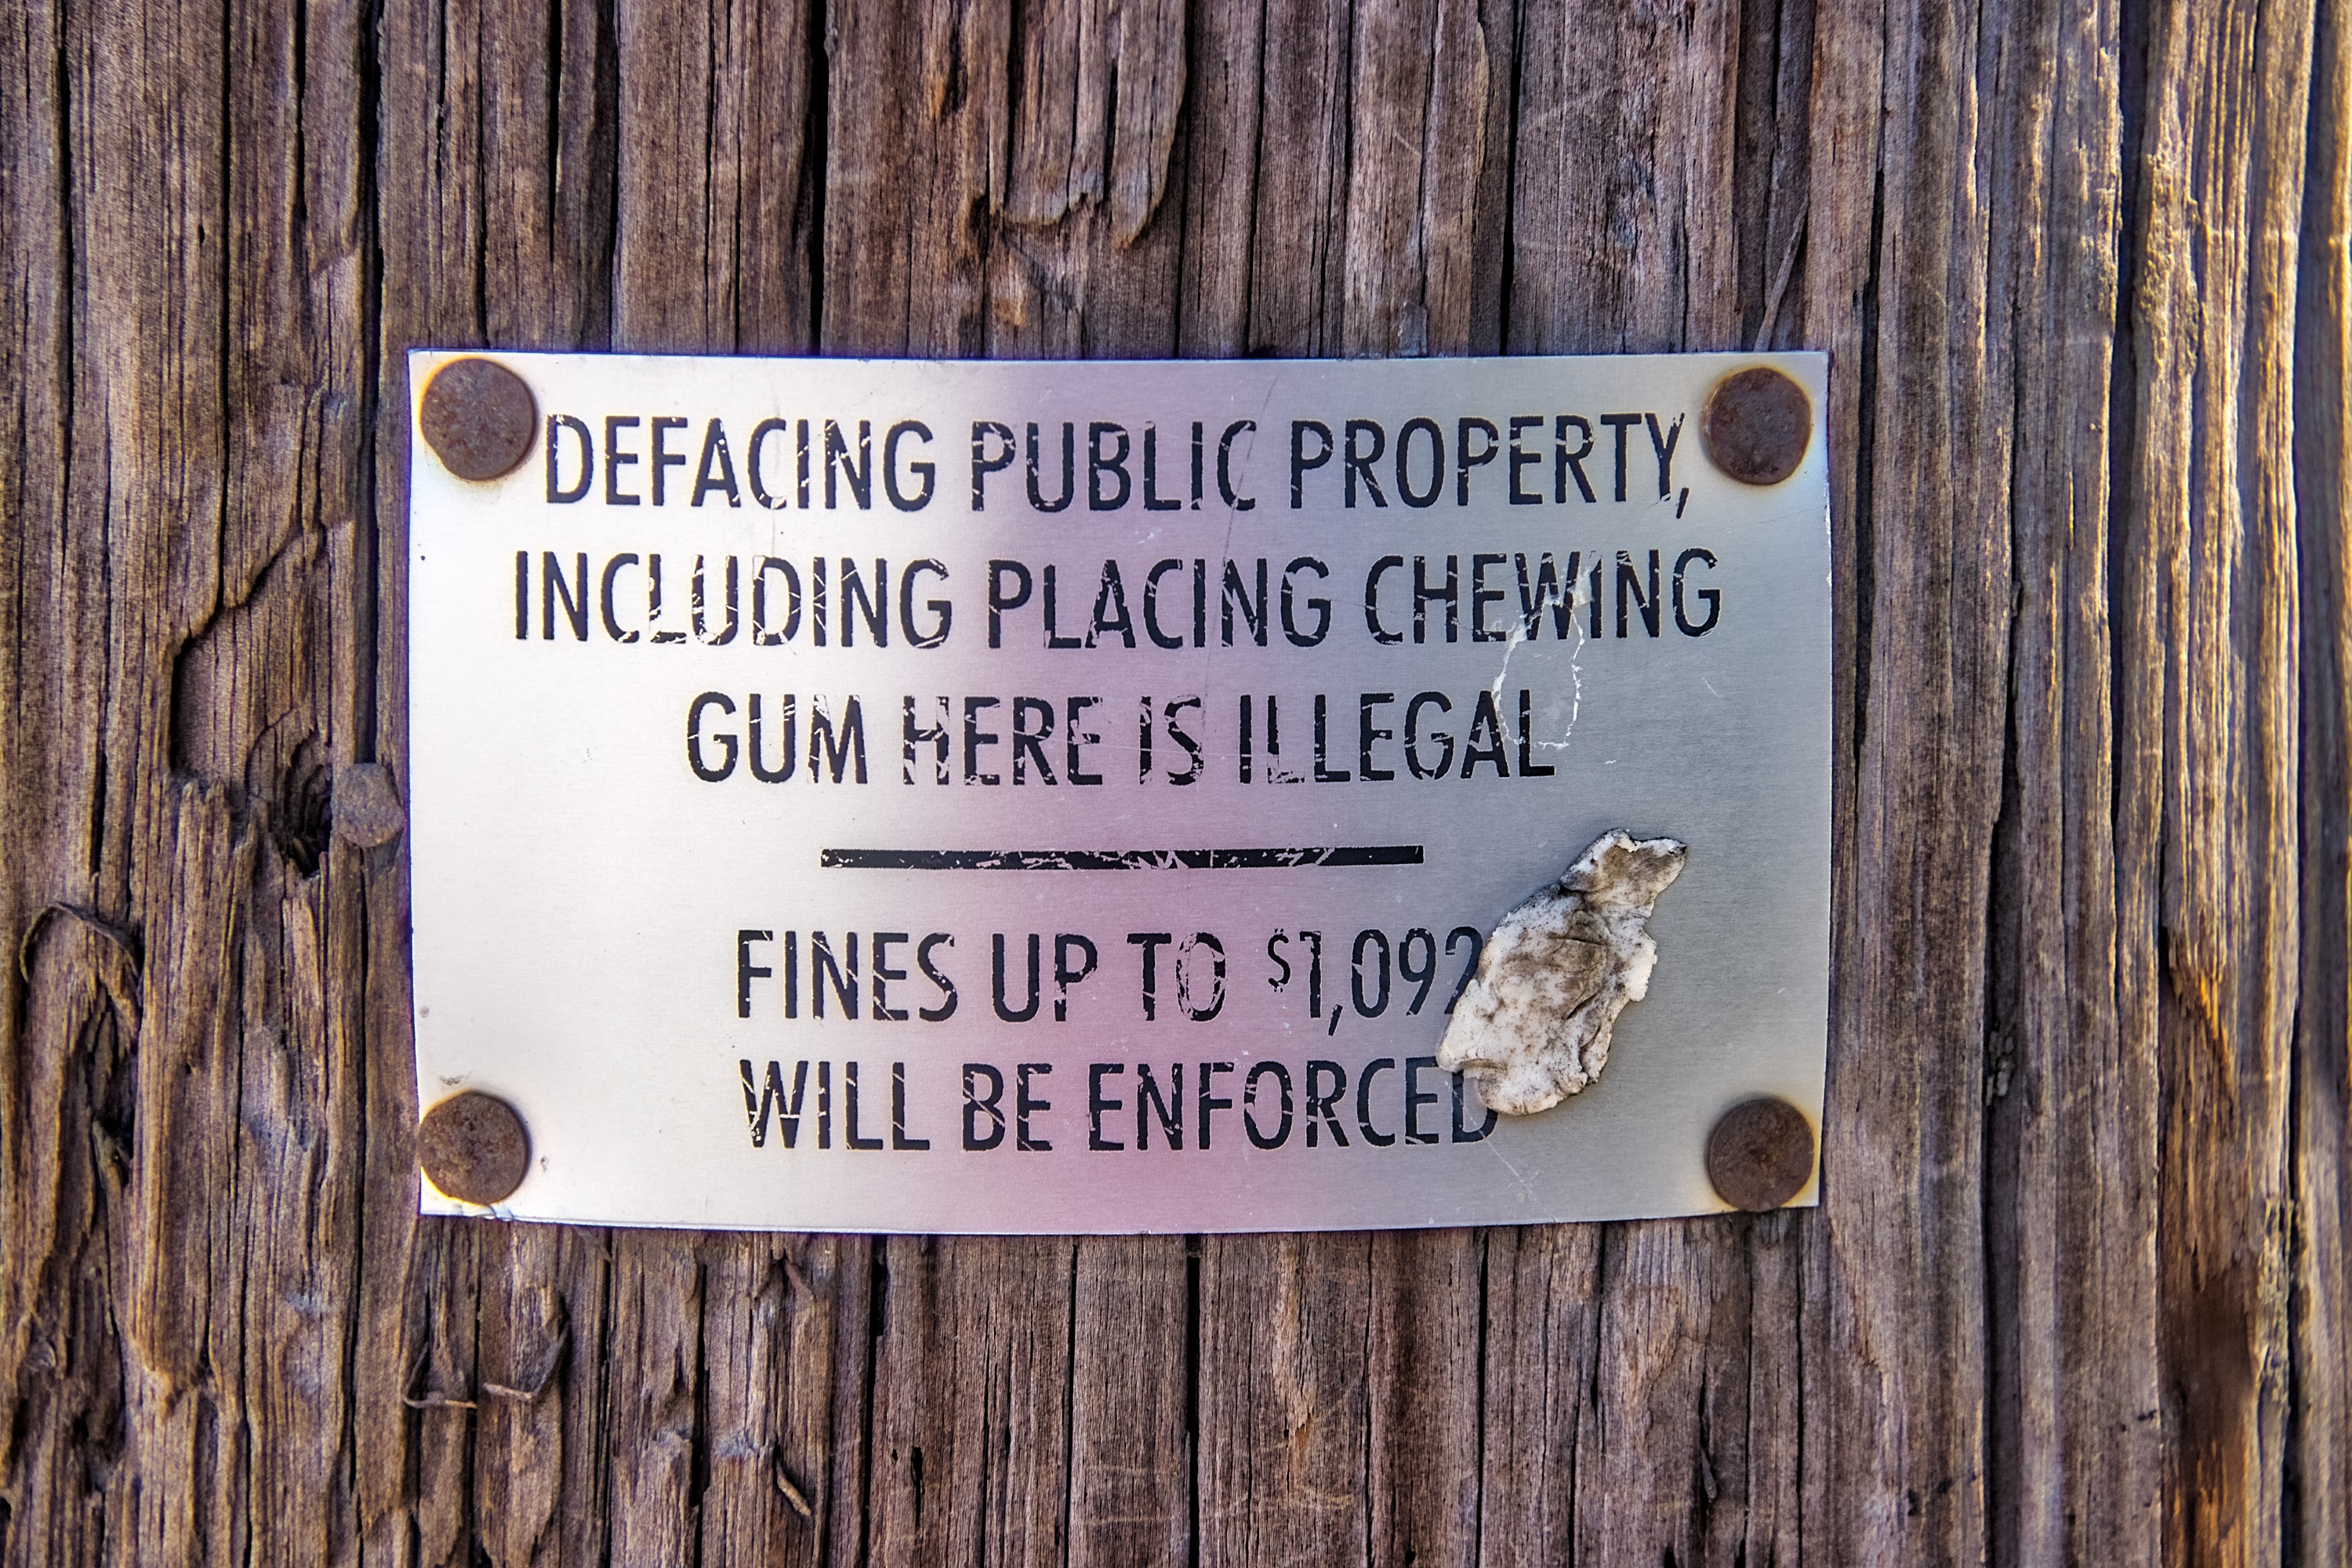 DEFACING PUBLIC PROPERTY,
INCLUDING PLACING CHEWING
GUM HERE IS ILLEGAL
FINES UP TO $1,092
WILL BE ENFORCED